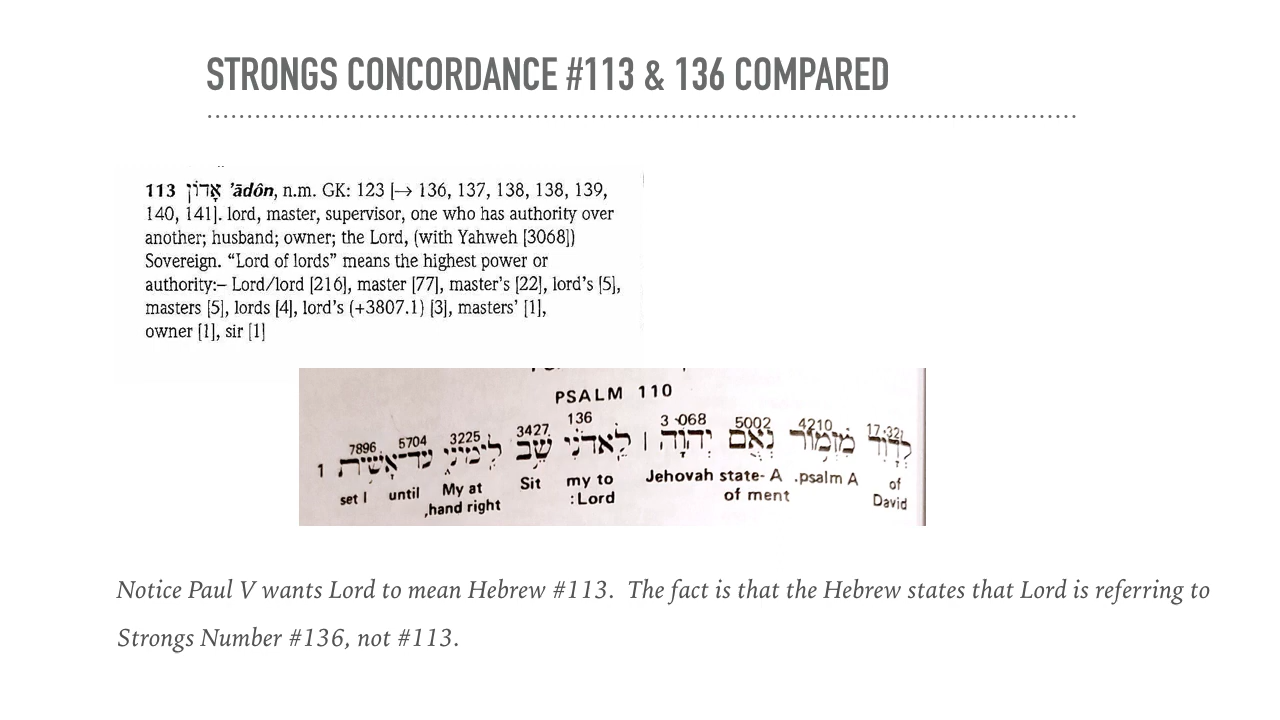 STRONGS CONCORDANCE #113 & 136 COMPARED
113 אָדוֹן ’ādôn, n.m. GK: 123 [→ 136, 137, 138, 138, 139,
140, 141]. lord, master, supervisor, one who has authority over
another; husband; owner; the Lord, (with Yahweh [3068])
Sovereign. “Lord of lords” means the highest power or
authority:– Lord/lord [216], master [77], master's [22], lord's [5],
masters [5], lords [4], lord's (+3807.1) [3], masters' [1],
owner [1], sir [1]
PSALM 110
7896 5704 3225 3427 136 3068 5002 4210 1732
1 לְדָוִד מִזְמוֹר נְאֻם יְהוָה | לַאדֹנִי שֵׁב לִימִינִי עַד־אָשִׁית
set I until My at Sit my to Jehovah state- A .psalm A of
,hand right :Lord of ment David
Notice Paul V wants Lord to mean Hebrew #113. The fact is that the Hebrew states that Lord is referring to
Strongs Number #136, not #113.